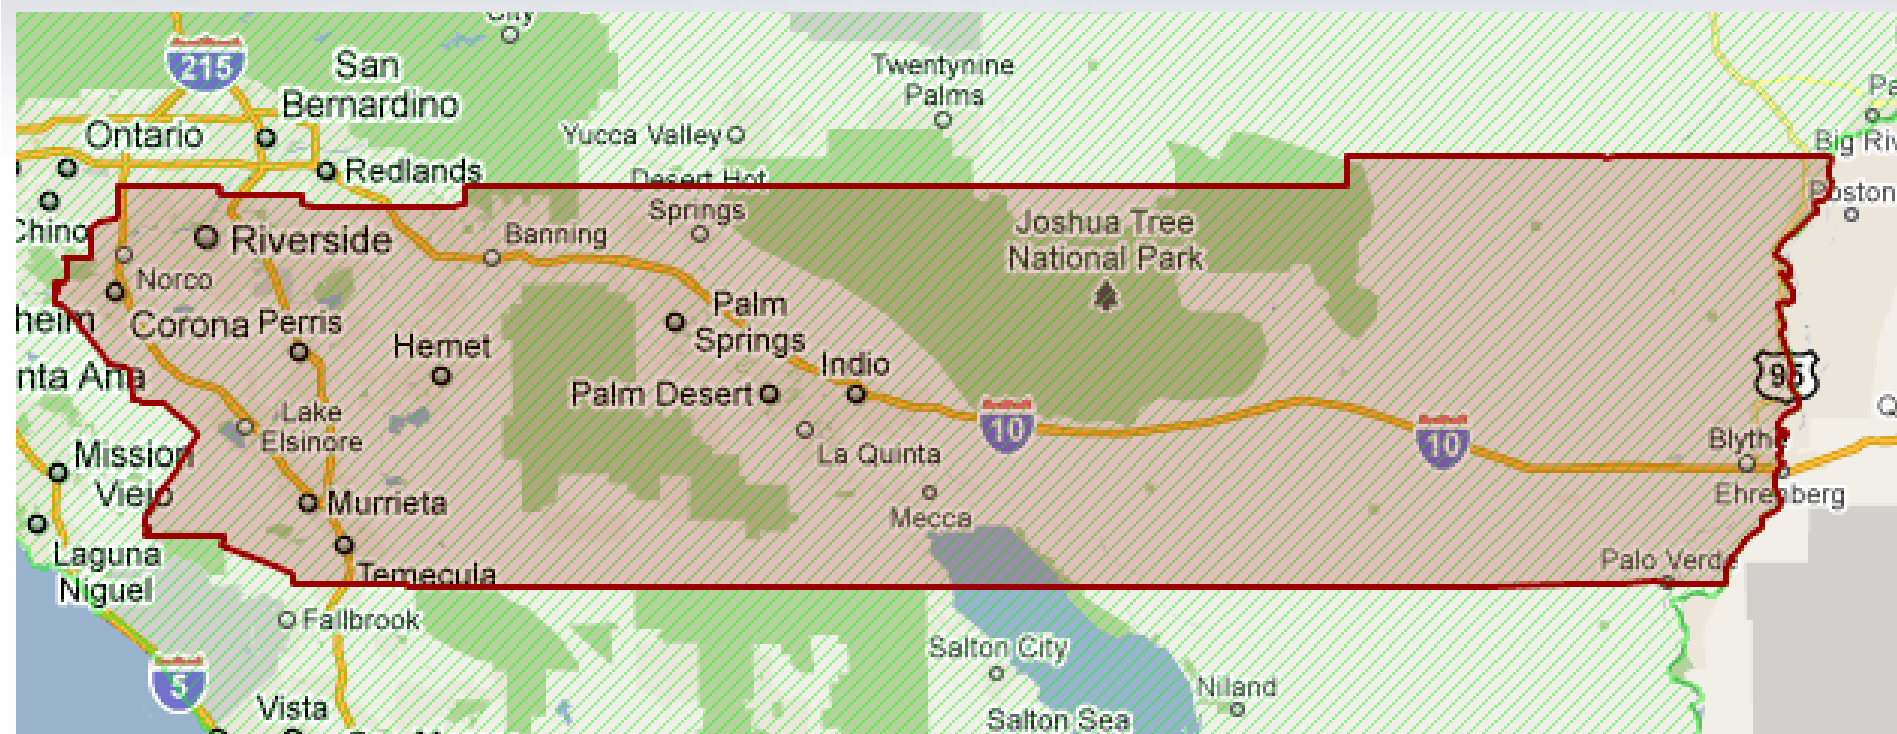 City
215
San
Bernardino
Twentynine
Palms
Ontario
Yucca Valley
Redlands
Desert Hot
Springs
Chino
Riverside
Banning
Joshua Tree
National Park
Norco
Corona
Perris
Palm
Springs
Hemet
Indio
Palm Desert
95
Lake
Elsinore
10
10
La Quinta
Blythe
Mission
Viejo
Murrieta
Mecca
Ehrenberg
Laguna
Niguel
Temecula
Palo Verde
Fallbrook
Salton City
5
Vista
Niland
Salton Sea
Poston